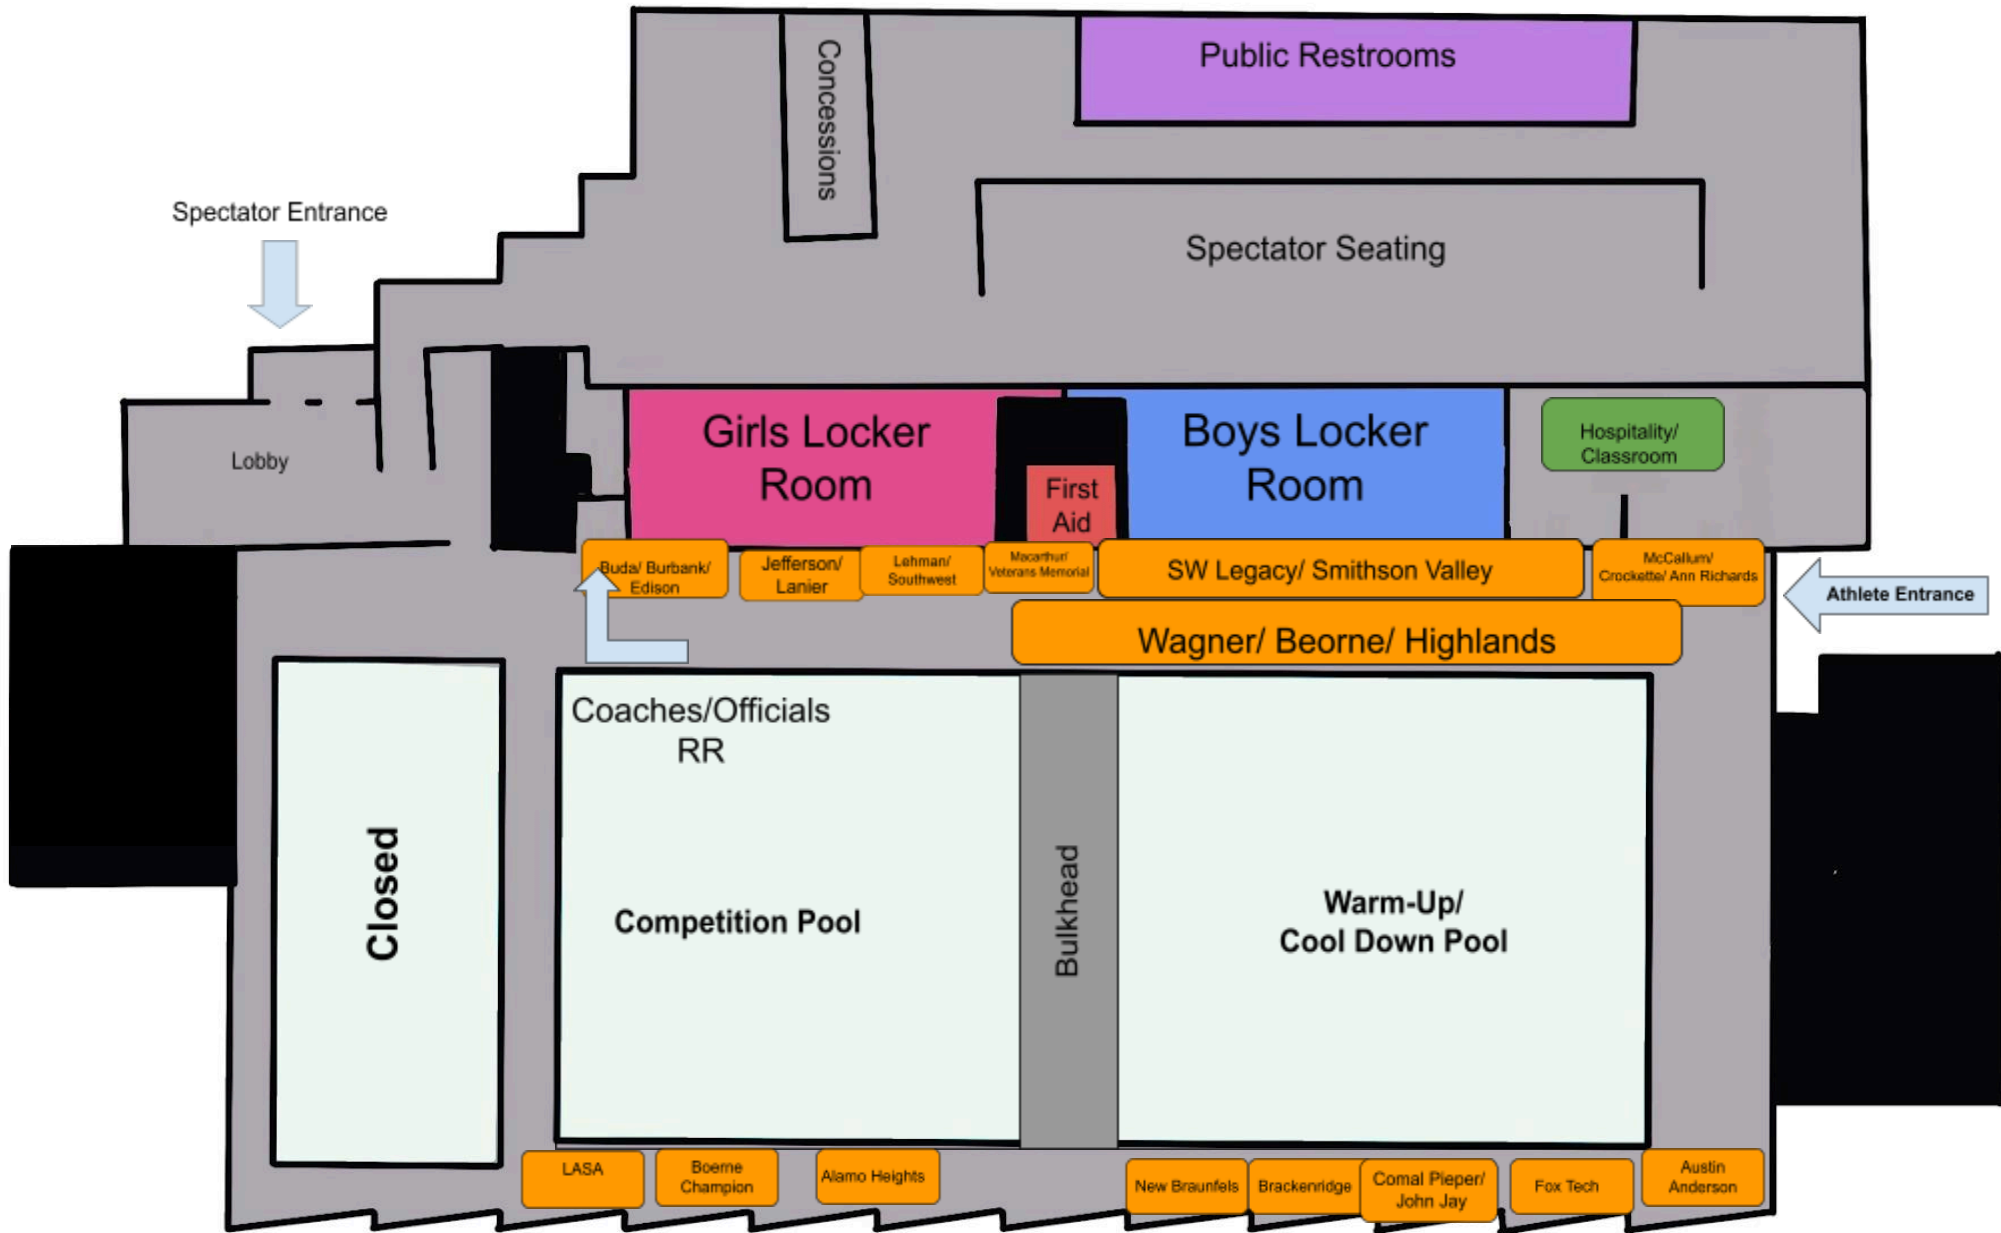 Public Restrooms
Concessions
Spectator Entrance
Spectator Seating
Lobby
Girls Locker
Room
First
Aid
Boys Locker
Room
Hospitality/
Classroom
Buda/ Burbank/
Edison
Jefferson/
Lanier
Lehman/
Southwest
Macarthur/
Veterans Memorial
SW Legacy/ Smithson Valley
McCallum/
Crockette/ Ann Richards
Athlete Entrance
Wagner/ Beorne/ Highlands
Coaches/Officials
RR
Closed
Competition Pool
Bulkhead
Warm-Up/
Cool Down Pool
LASA
Boerne
Champion
Alamo Heights
New Braunfels
Brackenridge
Comal Pieper/
John Jay
Fox Tech
Austin
Anderson